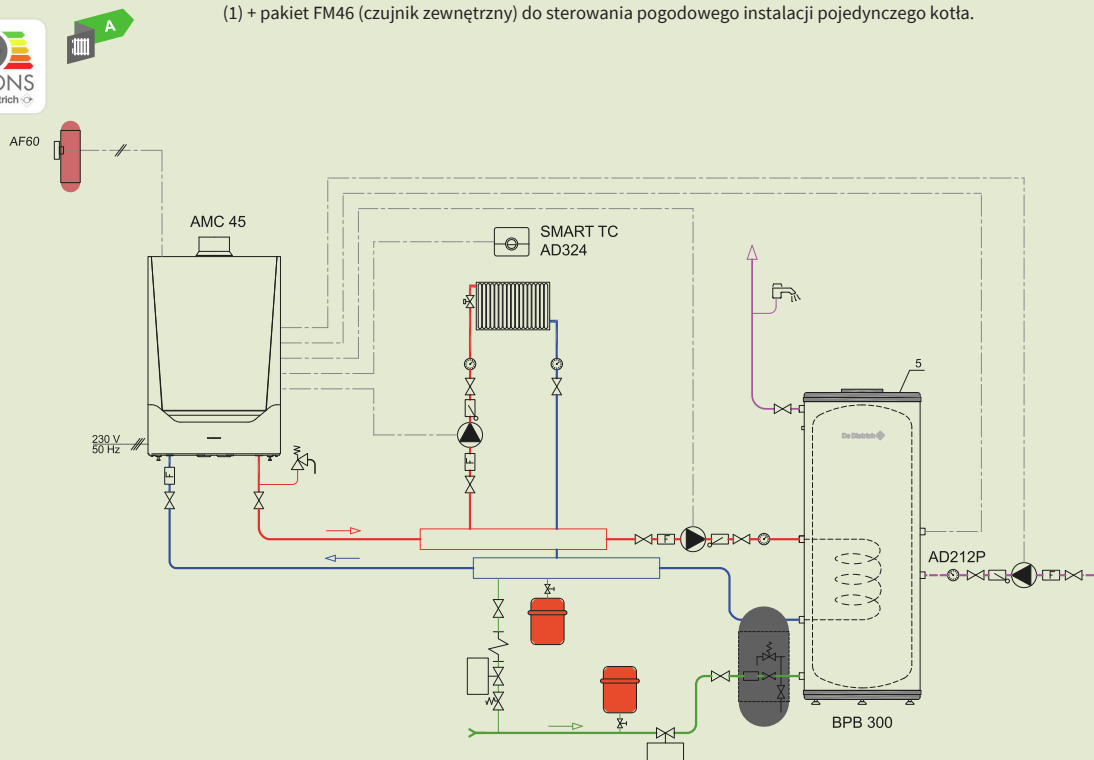 (1) + pakiet FM46 (czujnik zewnętrzny) do sterowania pogodowego instalacji pojedynczego kotła.
A
ONS
trich
AF60
AMC 45
SMART TC
AD324
230 V
50 Hz
F
F
F
F
5
De Dietrich
AD212P
BPB 300